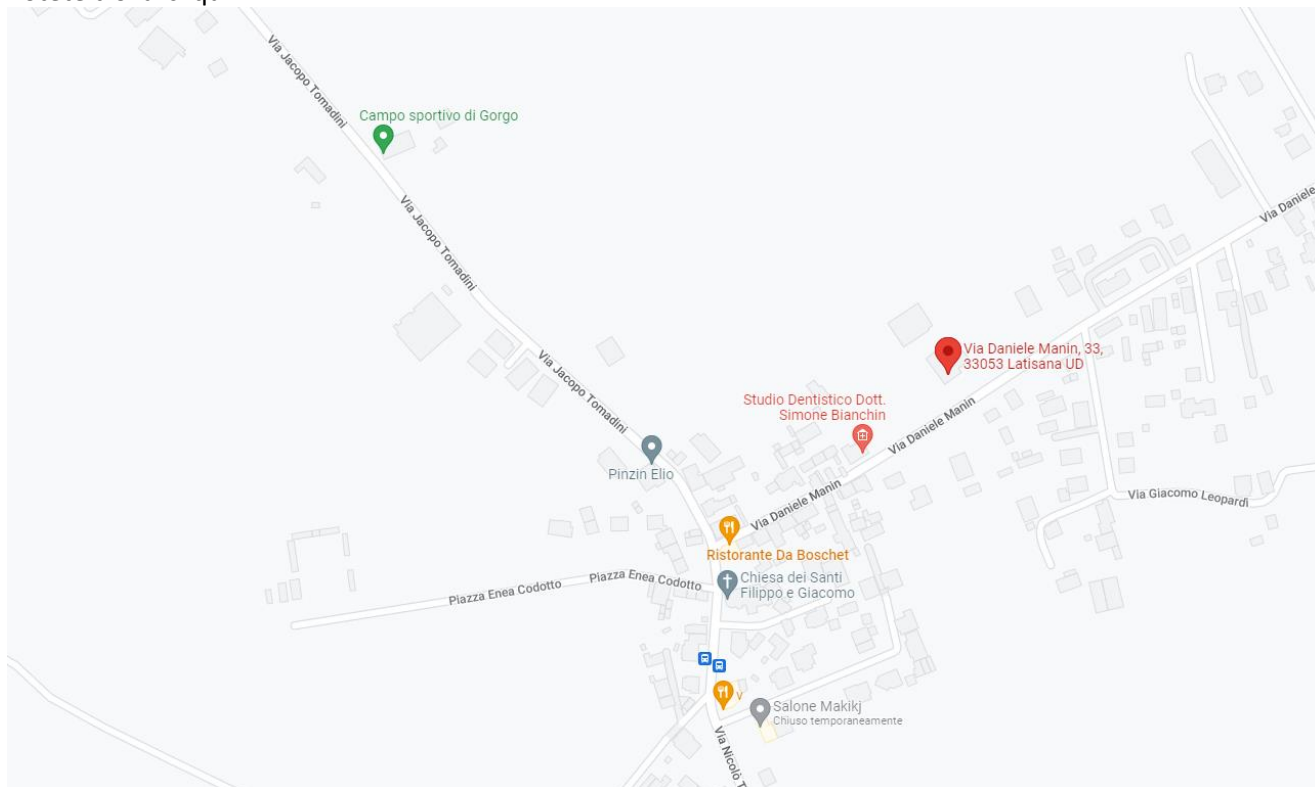 Via Jacopo Tomadini
Campo sportivo di Gorgo
Via Jacopo Tomadini
Via Daniele
Via Daniele Manin, 33,
33053 Latisana UD
Via Jacopo Tomadini
Studio Dentistico Dott.
Simone Bianchin
Via Daniele Manin
Pinzin Elio
Via Daniele Manin
Via Giacomo Leopardi
Ristorante Da Boschet
Piazza Enea Codotto
Piazza Enea Codotto
Chiesa dei Santi
Filippo e Giacomo
V
Salone Makikj
Chiuso temporaneamente
Via Nicolò T